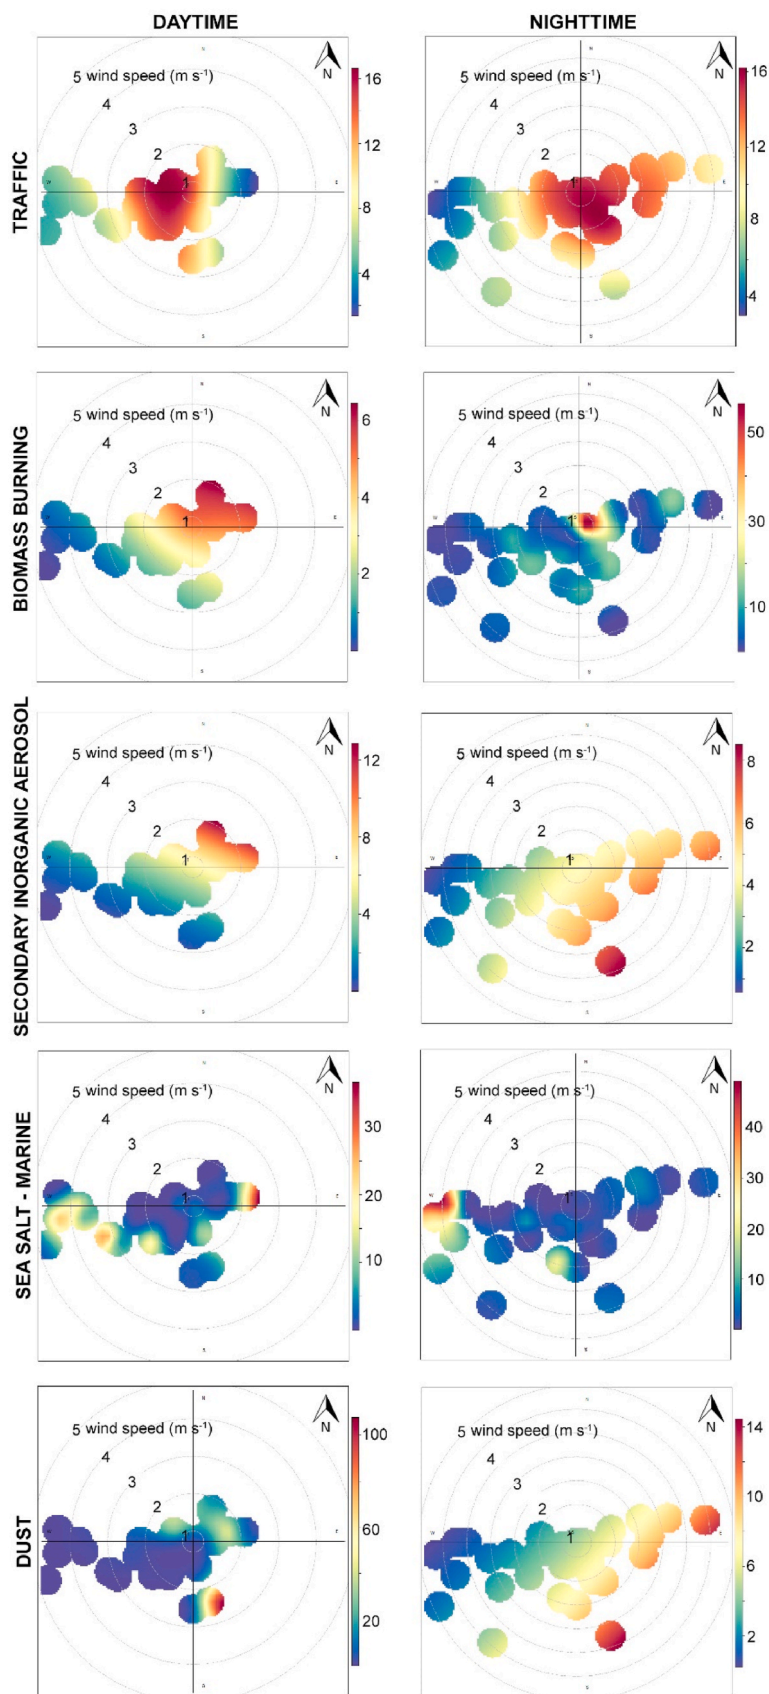 DAYTIME NIGHTTIME
TRAFFIC
5 wind speed (m s⁻¹)
4
3
2
1
N
16
12
8
4
5 wind speed (m s⁻¹)
4
3
2
1
N
16
12
8
4
BIOMASS BURNING
5 wind speed (m s⁻¹)
4
3
2
1
N
6
4
2
5 wind speed (m s⁻¹)
4
3
2
1
N
50
30
10
SECONDARY INORGANIC AEROSOL
5 wind speed (m s⁻¹)
4
3
2
1
N
12
8
4
5 wind speed (m s⁻¹)
4
3
2
1
N
8
6
4
2
SEA SALT - MARINE
5 wind speed (m s⁻¹)
4
3
2
1
N
30
20
10
5 wind speed (m s⁻¹)
4
3
2
1
N
40
30
20
10
DUST
5 wind speed (m s⁻¹)
4
3
2
1
N
100
60
20
5 wind speed (m s⁻¹)
4
3
2
1
N
14
10
6
2